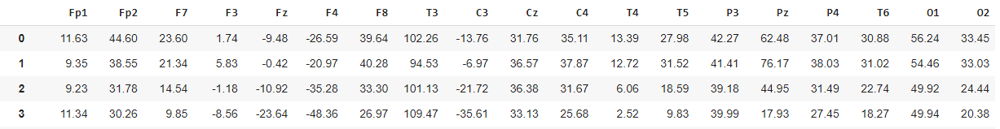 Fp1 Fp2 F7 F3 Fz F4 F8 T3 C3 Cz C4 T4 T5 P3 Pz P4 T6 O1 O2
0 11.63 44.60 23.60 1.74 -9.48 -26.59 39.64 102.26 -13.76 31.76 35.11 13.39 27.98 42.27 62.48 37.01 30.88 56.24 33.45
1 9.35 38.55 21.34 5.83 -0.42 -20.97 40.28 94.53 -6.97 36.57 37.87 12.72 31.52 41.41 76.17 38.03 31.02 54.46 33.03
2 9.23 31.78 14.54 -1.18 -10.92 -35.28 33.30 101.13 -21.72 36.38 31.67 6.06 18.59 39.18 44.95 31.49 22.74 49.92 24.44
3 11.34 30.26 9.85 -8.56 -23.64 -48.36 26.97 109.47 -35.61 33.13 25.68 2.52 9.83 39.99 17.93 27.45 18.27 49.94 20.38